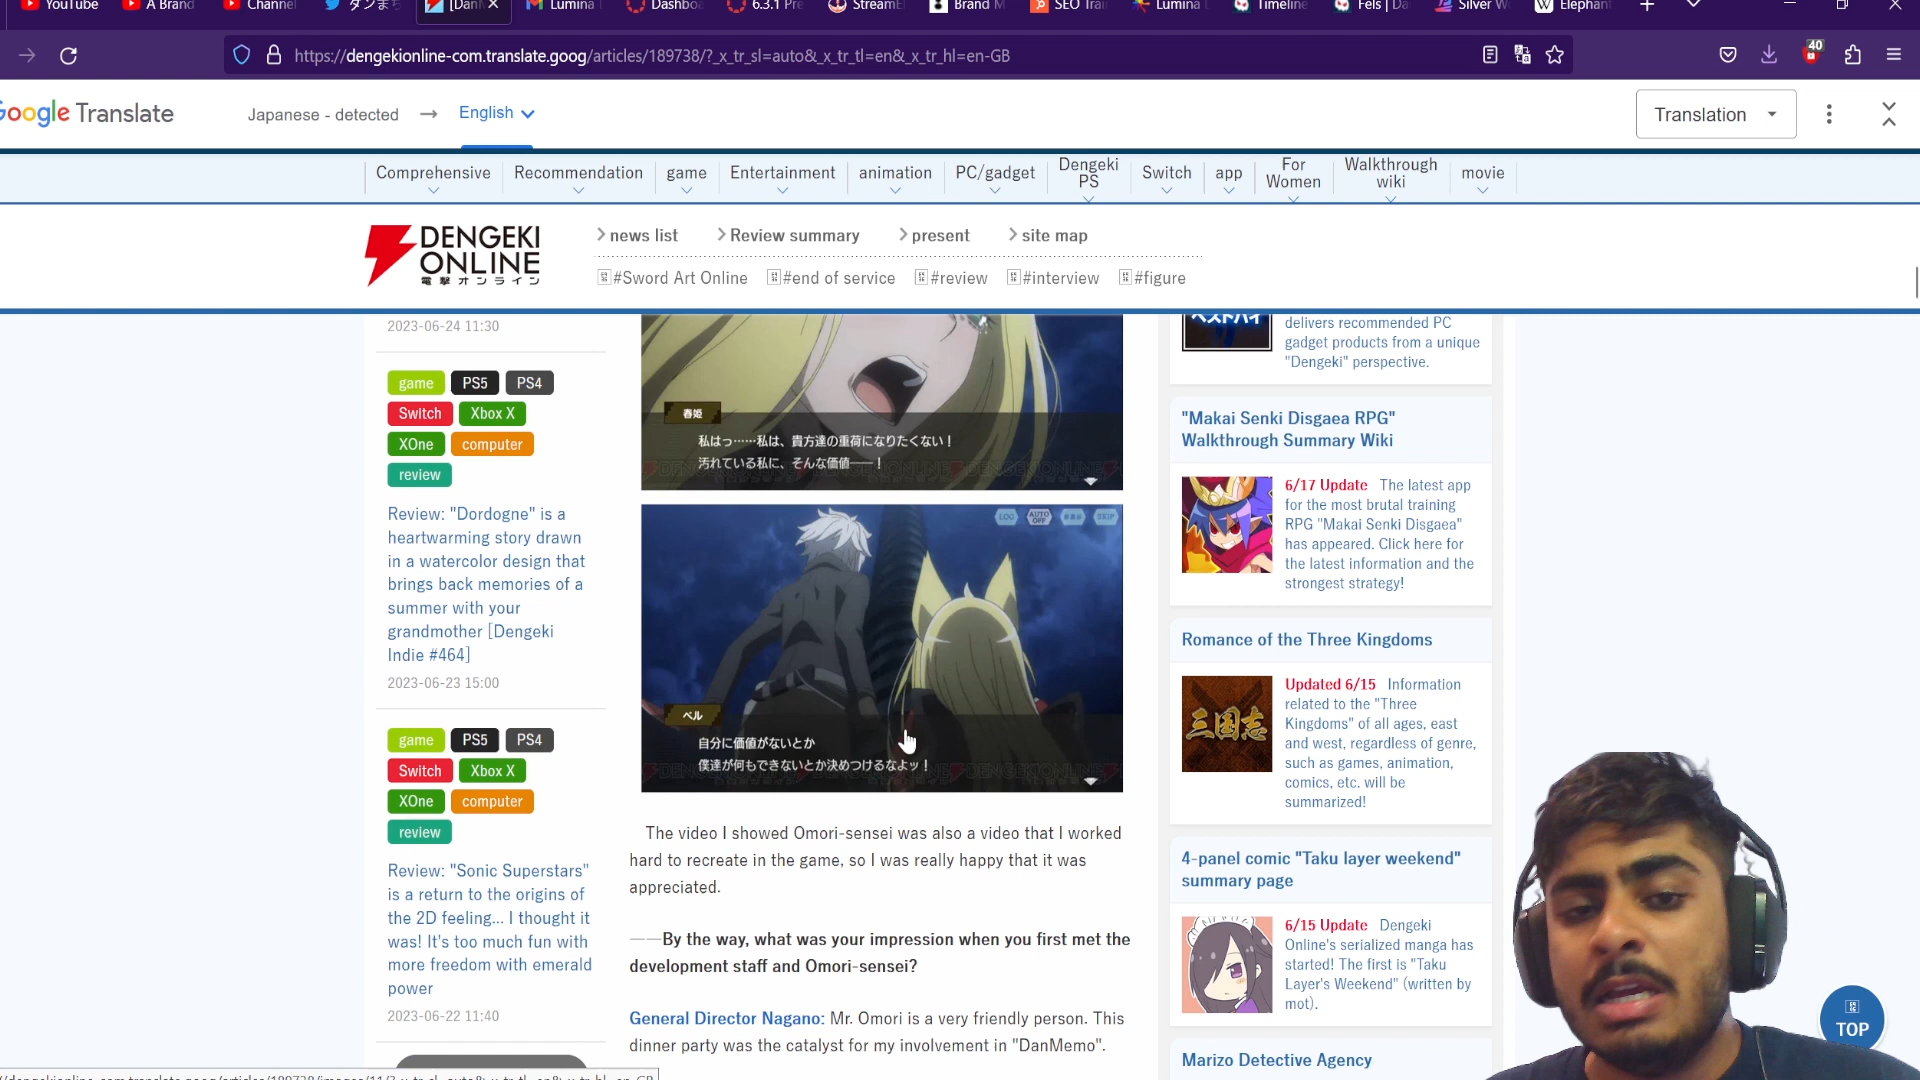 YouTube
A Brand
Channel
ダンまち
[Dan
Lumina
Dashbo
6.3.1 Pre
StreamEl
Brand M
SEO Trai
Lumina
Timeline
Fels | Da
Silver W
Elephant
https://dengekionline-com.translate.goog/articles/189738/?_x_tr_sl=auto&_x_tr_tl=en&_x_tr_hl=en-GB
40
Google Translate
Japanese - detected → English
Translation
Comprehensive
Recommendation
game
Entertainment
animation
PC/gadget
Dengeki
PS
Switch
app
For
Women
Walkthrough
wiki
movie
DENGEKI
ONLINE
電撃オンライン
news list
Review summary
present
site map
#Sword Art Online
#end of service
#review
#interview
#figure
2023-06-24 11:30
game PS5 PS4
Switch Xbox X
XOne computer
review
Review: "Dordogne" is a
heartwarming story drawn
in a watercolor design that
brings back memories of a
summer with your
grandmother [Dengeki
Indie #464]
2023-06-23 15:00
game PS5 PS4
Switch Xbox X
XOne computer
review
Review: "Sonic Superstars"
is a return to the origins of
the 2D feeling... I thought it
was! It's too much fun with
more freedom with emerald
power
2023-06-22 11:40
春姫
私はっ……私は、貴方達の重荷になりたくない！
汚れている私に、そんな価値──！
LOG AUTO OFF 非表示 SKIP
ベル
自分に価値がないとか
僕達が何もできないとか決めつけるなよッ！
The video I showed Omori-sensei was also a video that I worked
hard to recreate in the game, so I was really happy that it was
appreciated.
——By the way, what was your impression when you first met the
development staff and Omori-sensei?
General Director Nagano: Mr. Omori is a very friendly person. This
dinner party was the catalyst for my involvement in "DanMemo".
ベストバイ
delivers recommended PC
gadget products from a unique
"Dengeki" perspective.
"Makai Senki Disgaea RPG"
Walkthrough Summary Wiki
6/17 Update The latest app
for the most brutal training
RPG "Makai Senki Disgaea"
has appeared. Click here for
the latest information and the
strongest strategy!
Romance of the Three Kingdoms
三国志
Updated 6/15 Information
related to the "Three
Kingdoms" of all ages, east
and west, regardless of genre,
such as games, animation,
comics, etc. will be
summarized!
4-panel comic "Taku layer weekend"
summary page
6/15 Update Dengeki
Online's serialized manga has
started! The first is "Taku
Layer's Weekend" (written by
mot).
Marizo Detective Agency
TOP